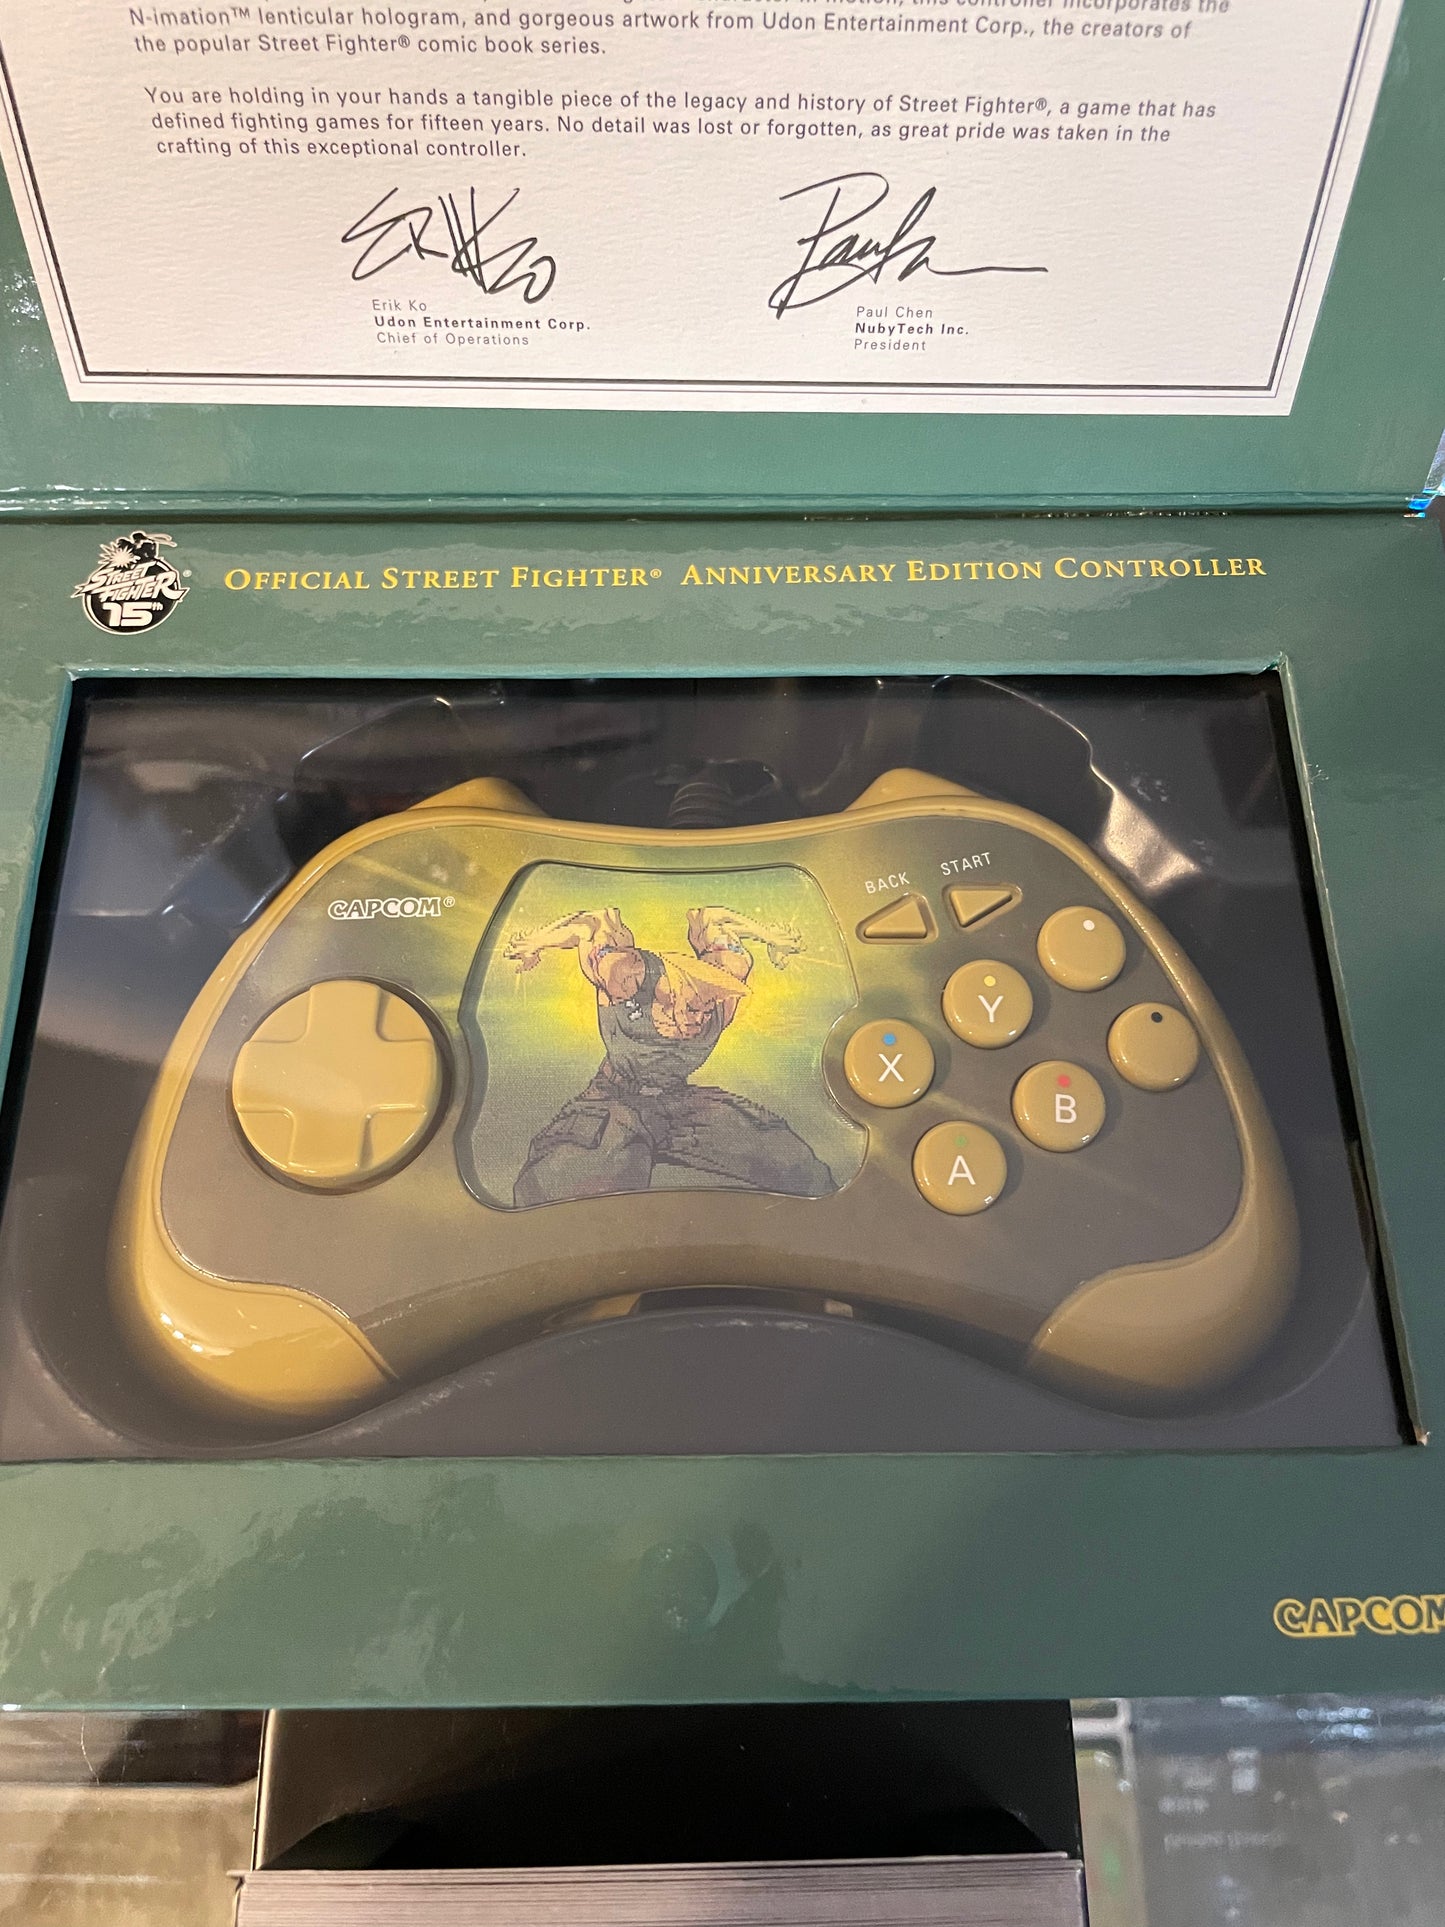 this controller incorporates the
N-imation™ lenticular hologram, and gorgeous artwork from Udon Entertainment Corp., the creators of
the popular Street Fighter® comic book series.
You are holding in your hands a tangible piece of the legacy and history of Street Fighter®, a game that has
defined fighting games for fifteen years. No detail was lost or forgotten, as great pride was taken in the
crafting of this exceptional controller.
Erik Ko
Udon Entertainment Corp.
Chief of Operations
Paul Chen
NubyTech Inc.
President
STREET FIGHTER® 15th
OFFICIAL STREET FIGHTER® ANNIVERSARY EDITION CONTROLLER
CAPCOM®
BACK
START
Y
X
B
A
CAPCOM